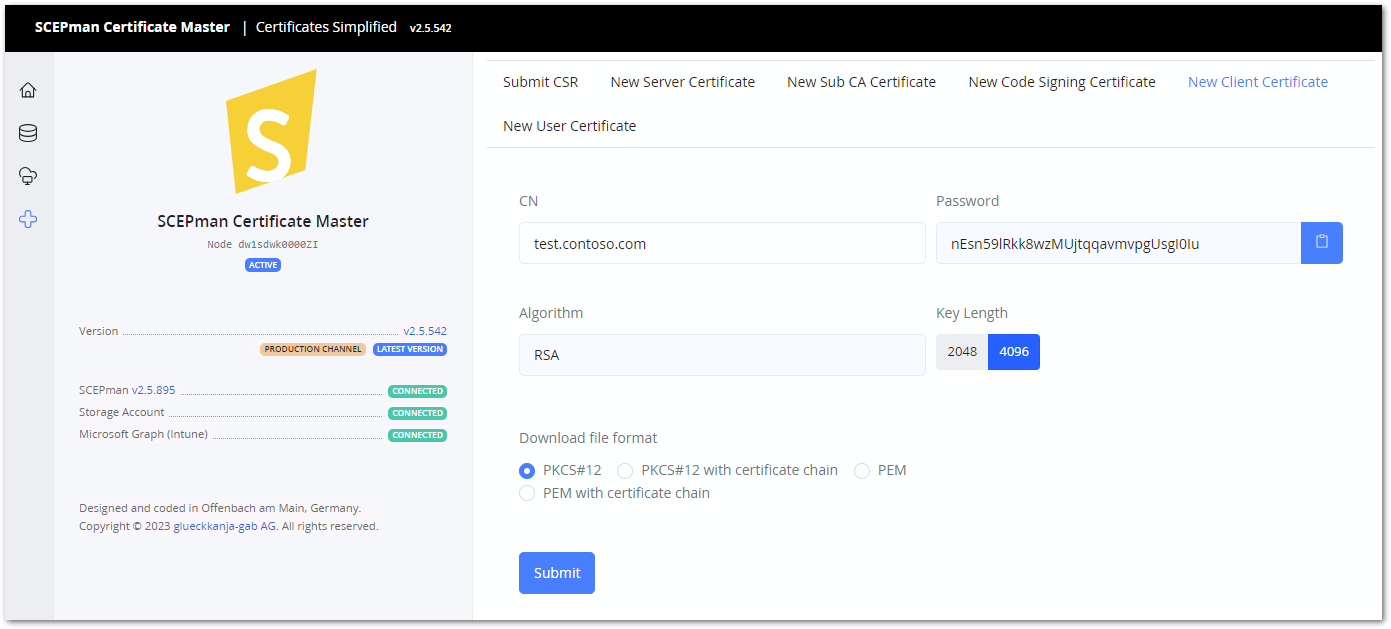 SCEPman Certificate Master | Certificates Simplified v2.5.542
S
SCEPman Certificate Master
Node dw1sdwk0000ZI
ACTIVE
Version v2.5.542
PRODUCTION CHANNEL LATEST VERSION
SCEPman v2.5.895 CONNECTED
Storage Account CONNECTED
Microsoft Graph (Intune) CONNECTED
Designed and coded in Offenbach am Main, Germany.
Copyright © 2023 glueckkanja-gab AG. All rights reserved.
Submit CSR New Server Certificate New Sub CA Certificate New Code Signing Certificate New Client Certificate
New User Certificate
CN Password
test.contoso.com nEsn59lRkk8wzMUjtqqavmvpgUsgI0Iu
Algorithm Key Length
RSA 2048 4096
Download file format
PKCS#12 PKCS#12 with certificate chain PEM
PEM with certificate chain
Submit